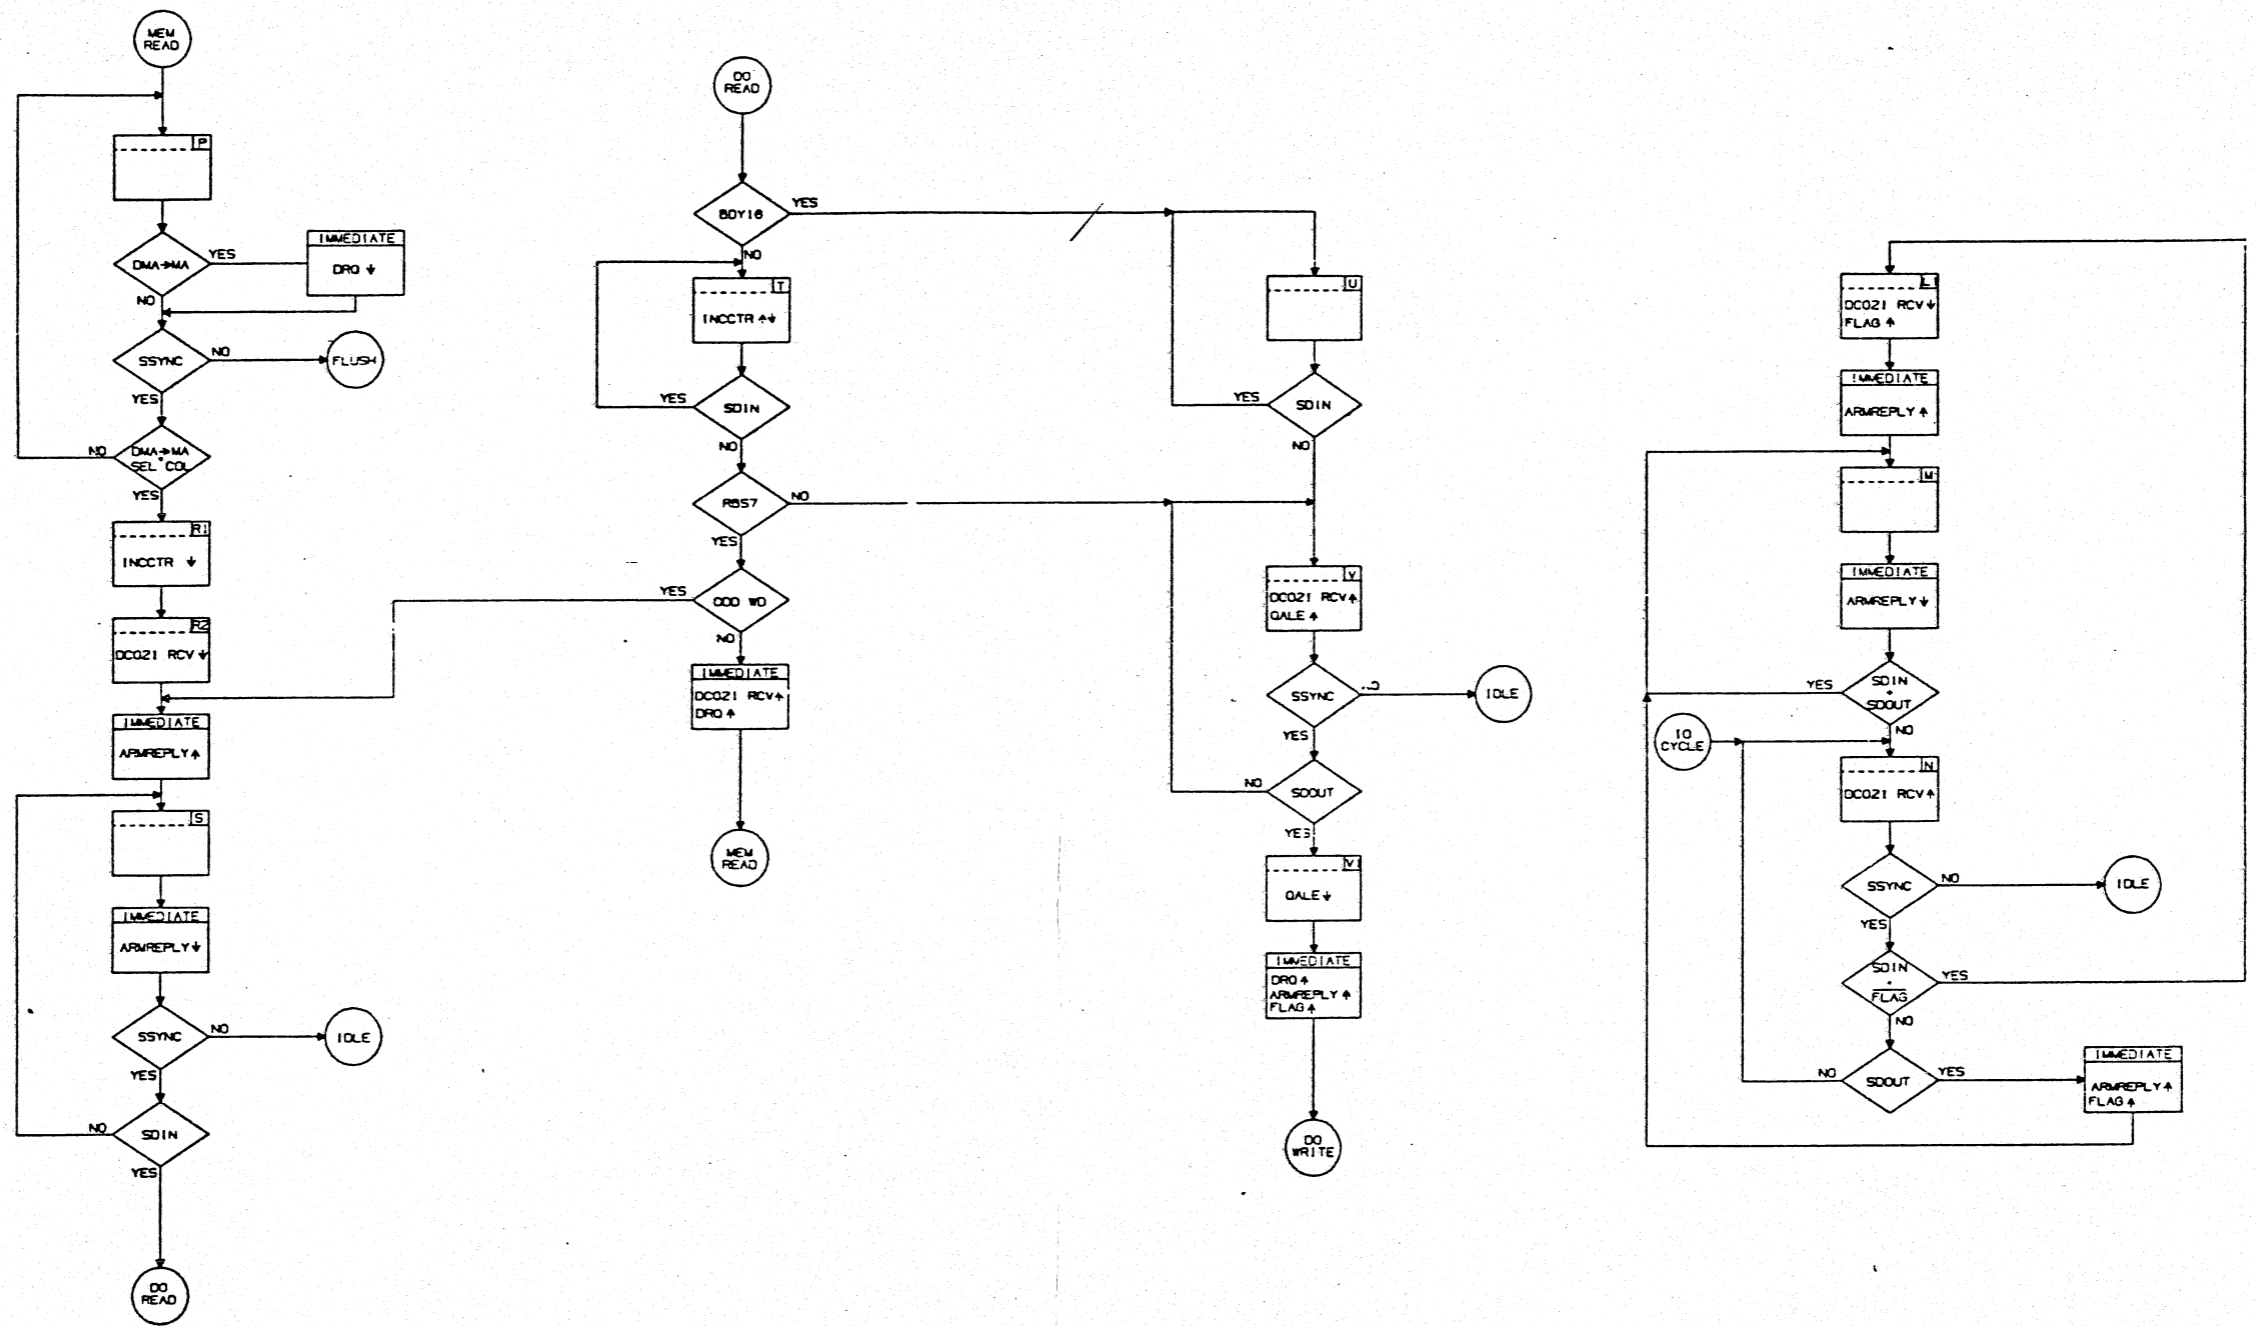 MEM
READ
P
DMA→MA
YES
IMMEDIATE
DRQ ↓
NO
SSYNC
NO
FLUSH
YES
DMA→MA
SEL • COL
NO
YES
R1
INCCTR ↓
R2
DC021 RCV ↓
IMMEDIATE
ARMREPLY ↑
S
IMMEDIATE
ARMREPLY ↓
SSYNC
NO
IDLE
YES
SDIN
NO
YES
DO
READ
DO
READ
BDY16
YES
NO
T
INCCTR ↑↓
SDIN
YES
NO
RBS7
NO
YES
ODD WD
YES
NO
IMMEDIATE
DC021 RCV ↑
DRQ ↑
MEM
READ
U
SDIN
YES
NO
V
DC021 RCV ↑
QALE ↑
SSYNC
NO
IDLE
YES
SDOUT
NO
YES
V1
QALE ↓
IMMEDIATE
DRQ ↑
ARMREPLY ↑
FLAG ↑
DO
WRITE
L1
DC021 RCV ↓
FLAG ↑
IMMEDIATE
ARMREPLY ↑
M
IMMEDIATE
ARMREPLY ↓
SDIN
+
SDOUT
YES
NO
IO
CYCLE
N
DC021 RCV ↑
SSYNC
NO
IDLE
YES
SDIN
•
FLAG
YES
NO
SDOUT
NO
YES
IMMEDIATE
ARMREPLY ↑
FLAG ↑